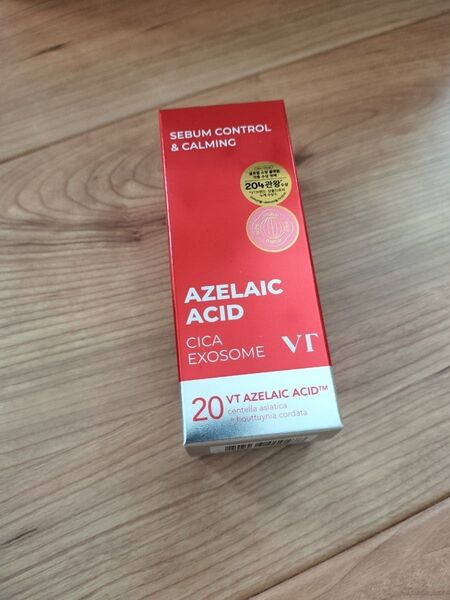 SEBUM CONTROL
& CALMING
204관왕
AZELAIC
ACID
CICA
EXOSOME
VT
20 VT AZELAIC ACID™
centella asiatica
+ houttuynia cordata